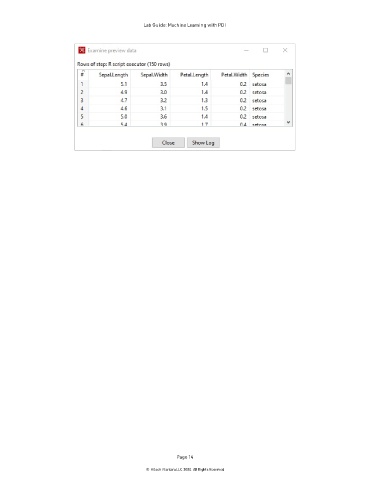 Lab Guide: Machine Learning with PDI
Examine preview data
Rows of step: R script executor (150 rows)
# Sepal.Length Sepal.Width Petal.Length Petal.Width Species
1 5.1 3.5 1.4 0.2 setosa
2 4.9 3.0 1.4 0.2 setosa
3 4.7 3.2 1.3 0.2 setosa
4 4.6 3.1 1.5 0.2 setosa
5 5.0 3.6 1.4 0.2 setosa
6 5.4 3.9 1.7 0.4 setosa
Close Show Log
Page 14
© Hitachi Vantara LLC 2020. All Rights Reserved